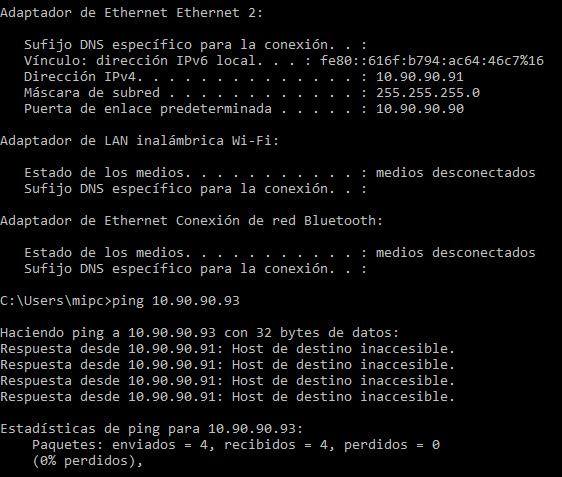 Adaptador de Ethernet Ethernet 2:
Sufijo DNS específico para la conexión. . :
Vínculo: dirección IPv6 local. . . : fe80::616f:b794:ac64:46c7%16
Dirección IPv4. . . . . . . . . . . . . . : 10.90.90.91
Máscara de subred . . . . . . . . . . . . : 255.255.255.0
Puerta de enlace predeterminada . . . . . : 10.90.90.90
Adaptador de LAN inalámbrica Wi-Fi:
Estado de los medios. . . . . . . . . . . : medios desconectados
Sufijo DNS específico para la conexión. . :
Adaptador de Ethernet Conexión de red Bluetooth:
Estado de los medios. . . . . . . . . . . : medios desconectados
Sufijo DNS específico para la conexión. . :
C:\Users\mipc>ping 10.90.90.93
Haciendo ping a 10.90.90.93 con 32 bytes de datos:
Respuesta desde 10.90.90.91: Host de destino inaccesible.
Respuesta desde 10.90.90.91: Host de destino inaccesible.
Respuesta desde 10.90.90.91: Host de destino inaccesible.
Respuesta desde 10.90.90.91: Host de destino inaccesible.
Estadísticas de ping para 10.90.90.93:
Paquetes: enviados = 4, recibidos = 4, perdidos = 0
(0% perdidos),